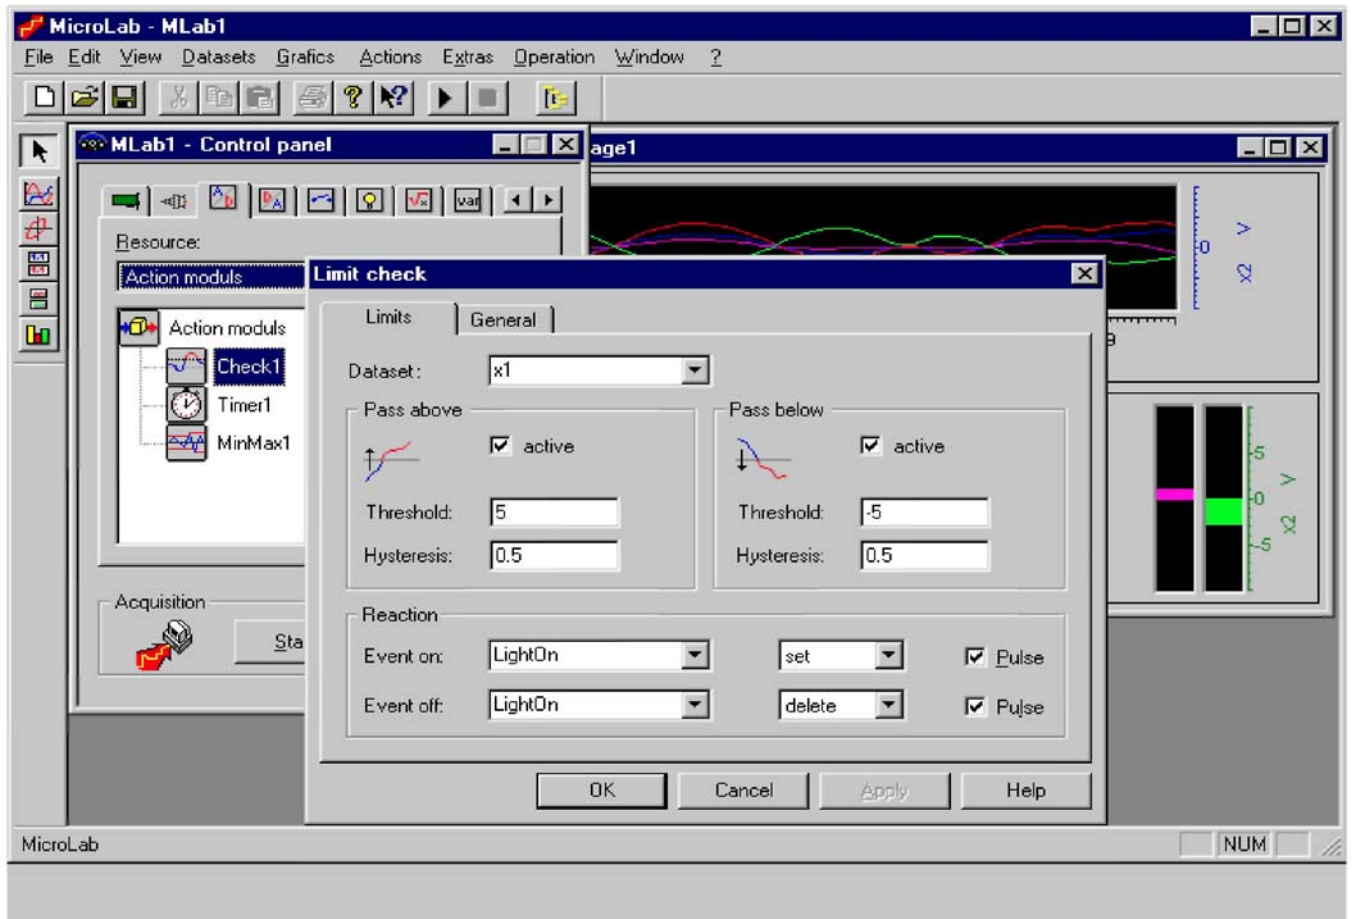 MicroLab - MLab1
File Edit View Datasets Grafics Actions Extras Operation Window ?
MLab1 - Control panel
age1
A/D
D/A
√x
var
Resource:
Action moduls
Action moduls
Check1
Timer1
MinMax1
Acquisition
Sta
0
x2 V
9
5
0
-5
x2 V
Limit check
Limits
General
Dataset:
x1
Pass above
active
Threshold:
5
Hysteresis:
0.5
Pass below
active
Threshold:
-5
Hysteresis:
0.5
Reaction
Event on:
LightOn
set
Pulse
Event off:
LightOn
delete
Pulse
OK
Cancel
Apply
Help
MicroLab
NUM